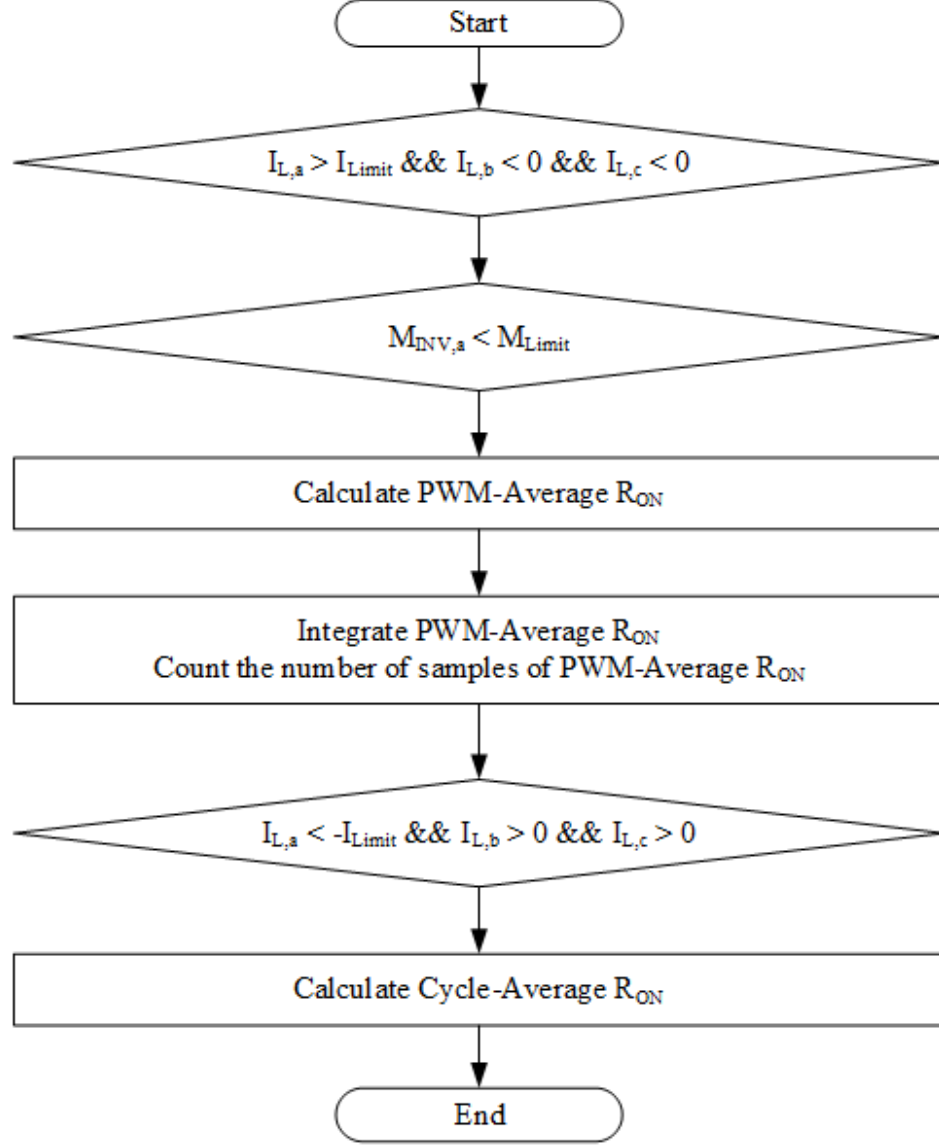 Start
I_L,a > I_Limit && I_L,b < 0 && I_L,c < 0
M_INV,a < M_Limit
Calculate PWM-Average R_ON
Integrate PWM-Average R_ON
Count the number of samples of PWM-Average R_ON
I_L,a < -I_Limit && I_L,b > 0 && I_L,c > 0
Calculate Cycle-Average R_ON
End